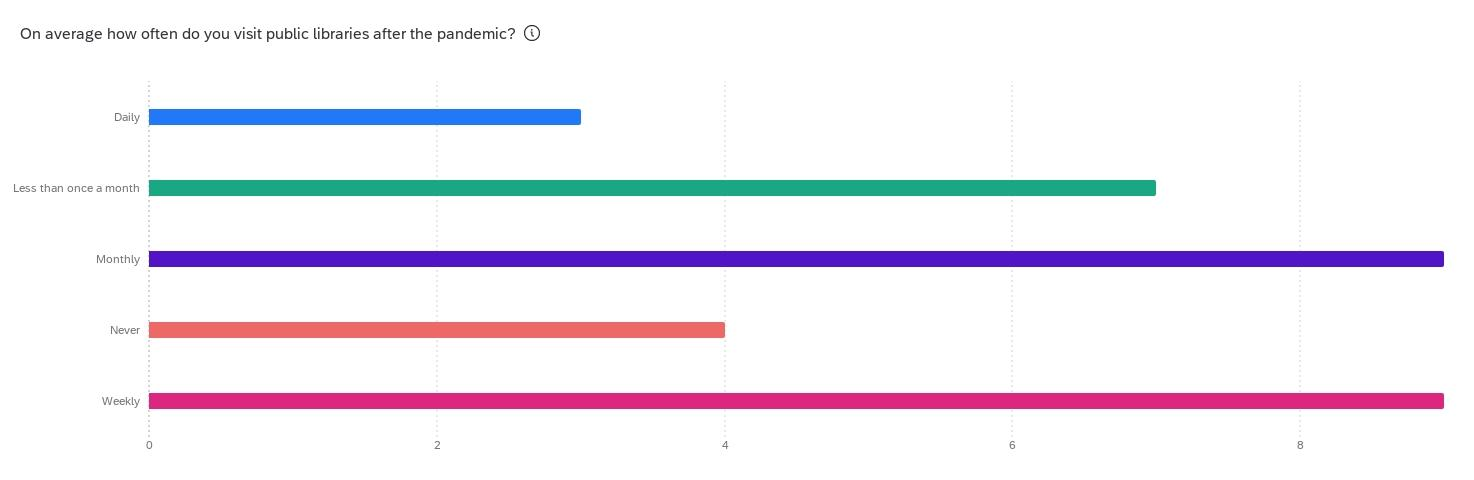 On average how often do you visit public libraries after the pandemic?
Daily
Less than once a month
Monthly
Never
Weekly
0 2 4 6 8